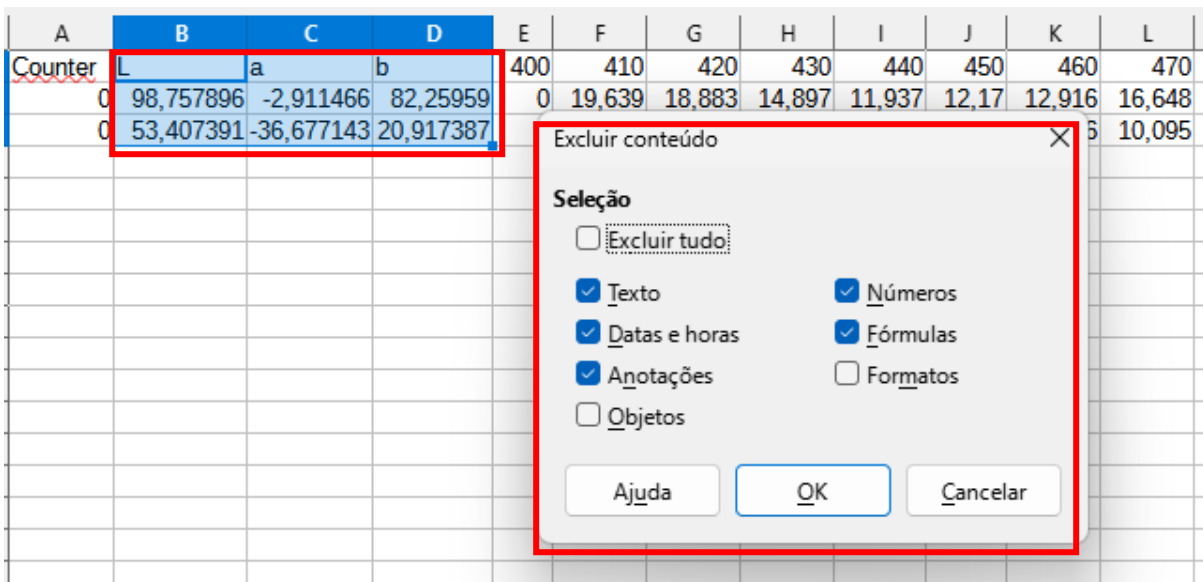 A B C D E F G H I J K L
Counter L a b 400 410 420 430 440 450 460 470
0 98,757896 -2,911466 82,25959 0 19,639 18,883 14,897 11,937 12,17 12,916 16,648
0 53,407391 -36,677143 20,917387 6 10,095
Excluir conteúdo
Seleção
Excluir tudo
Texto Números
Datas e horas Fórmulas
Anotações Formatos
Objetos
Ajuda OK Cancelar